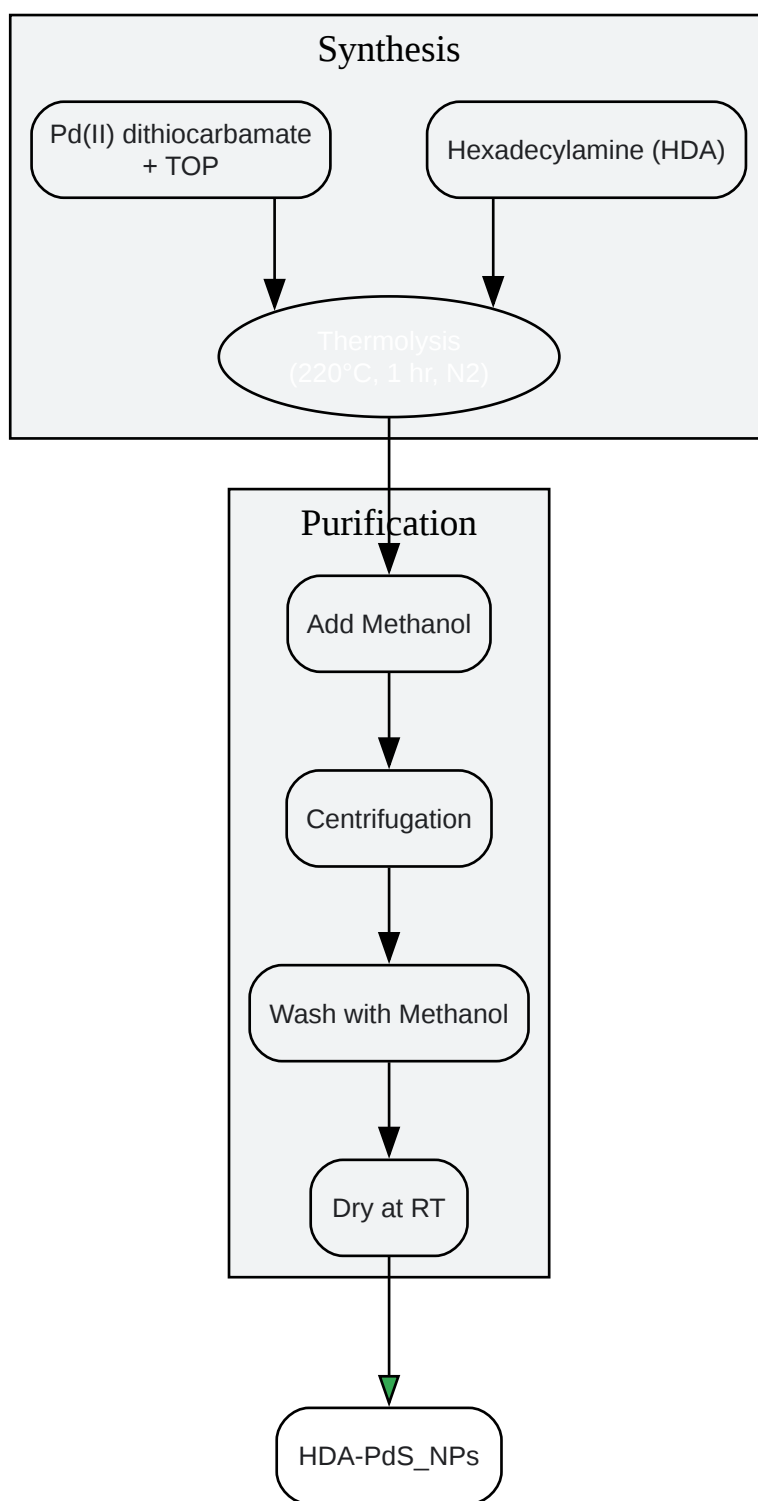 Synthesis
Pd(II) dithiocarbamate
+ TOP
Hexadecylamine (HDA)
Thermolysis
(220°C, 1 hr, N2)
Purification
Add Methanol
Centrifugation
Wash with Methanol
Dry at RT
HDA-PdS_NPs